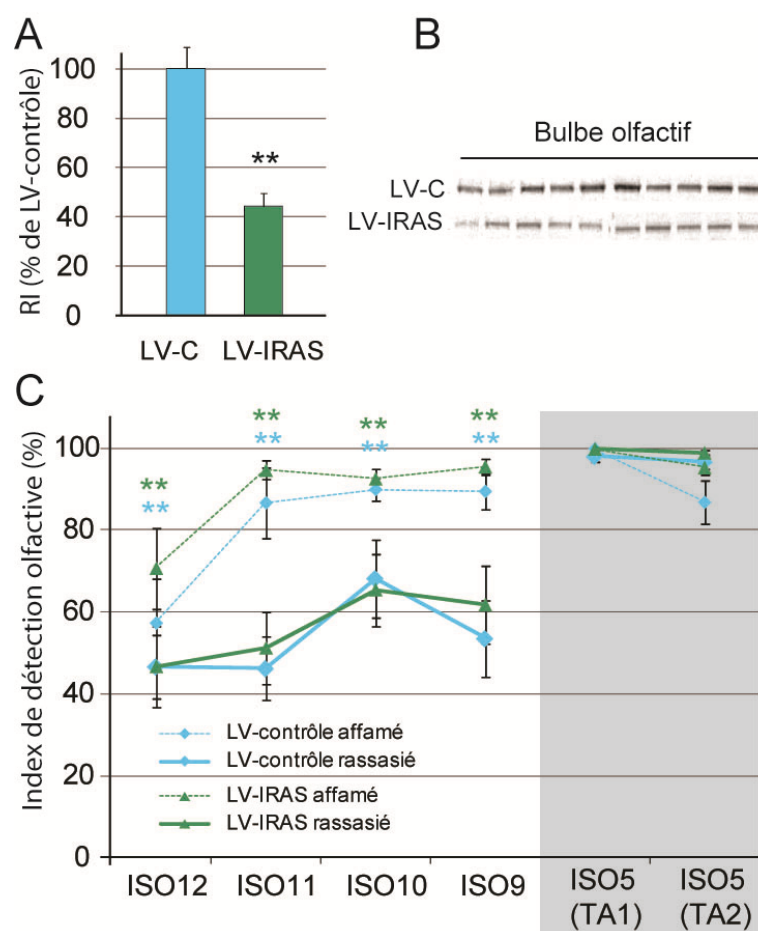 A
RI (% de LV-contrôle)
100
80
60
40
20
0
**
LV-C
LV-IRAS
B
Bulbe olfactif
LV-C
LV-IRAS
C
Index de détection olfactive (%)
100
80
60
40
20
0
**
**
**
**
**
**
**
**
LV-contrôle affamé
LV-contrôle rassasié
LV-IRAS affamé
LV-IRAS rassasié
ISO12
ISO11
ISO10
ISO9
ISO5
(TA1)
ISO5
(TA2)